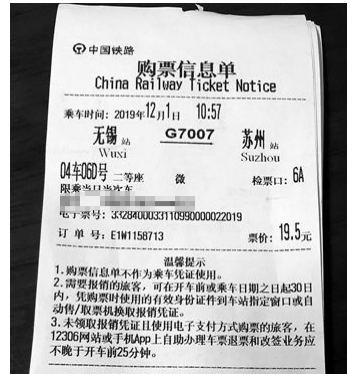 中国铁路
购票信息单
China Railway Ticket Notice
乘车时间: 2019年12月1日 10:57
无锡 站 G7007 苏州 站
Wuxi Suzhou
04车06D号 二等座 微 检票口: 6A
限乘当日当次车
电子票号: 3328400033110990000022019
订 单 号: E1W1158713 票价: 19.5元
温馨提示
1.购票信息单不作为乘车凭证使用。
2.需要报销的旅客,可在开车前或乘车日期之日起30日
内,凭购票时使用的有效身份证件到车站指定窗口或自
动售/取票机换取报销凭证。
3.未领取报销凭证且使用电子支付方式购票的旅客,在
12306网站或手机App上自助办理车票退票和改签业务应
不晚于开车前25分钟。